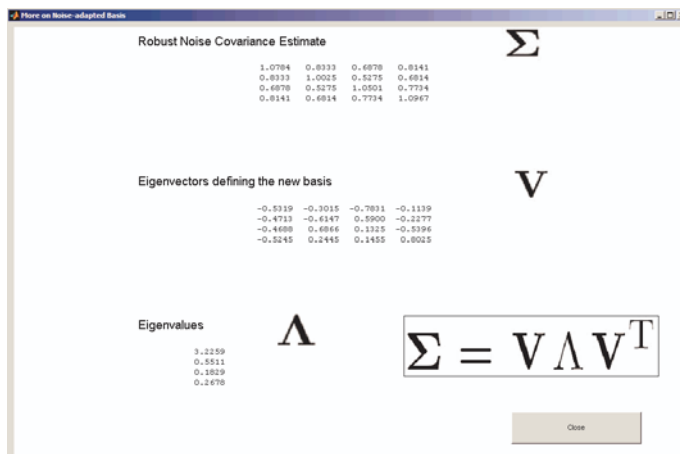 More on Noise-adapted Basis
Robust Noise Covariance Estimate
Σ
1.0784 0.8333 0.6878 0.8141
0.8333 1.0025 0.5275 0.6814
0.6878 0.5275 1.0501 0.7734
0.8141 0.6814 0.7734 1.0967
Eigenvectors defining the new basis
V
-0.5319 -0.3015 -0.7831 -0.1139
-0.4713 -0.6147 0.5900 -0.2277
-0.4688 0.6866 0.1325 -0.5396
-0.5245 0.2445 0.1455 0.8025
Eigenvalues
Λ
3.2259
0.5511
0.1829
0.2678
Σ = V Λ V^T
Close